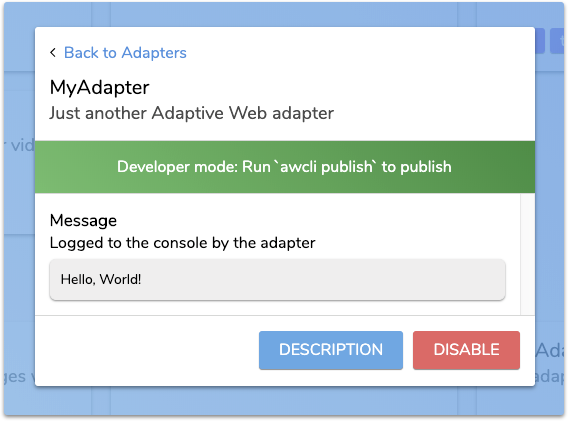 Back to Adapters
MyAdapter
Just another Adaptive Web adapter
Developer mode: Run `awcli publish` to publish
Message
Logged to the console by the adapter
Hello, World!
DESCRIPTION
DISABLE